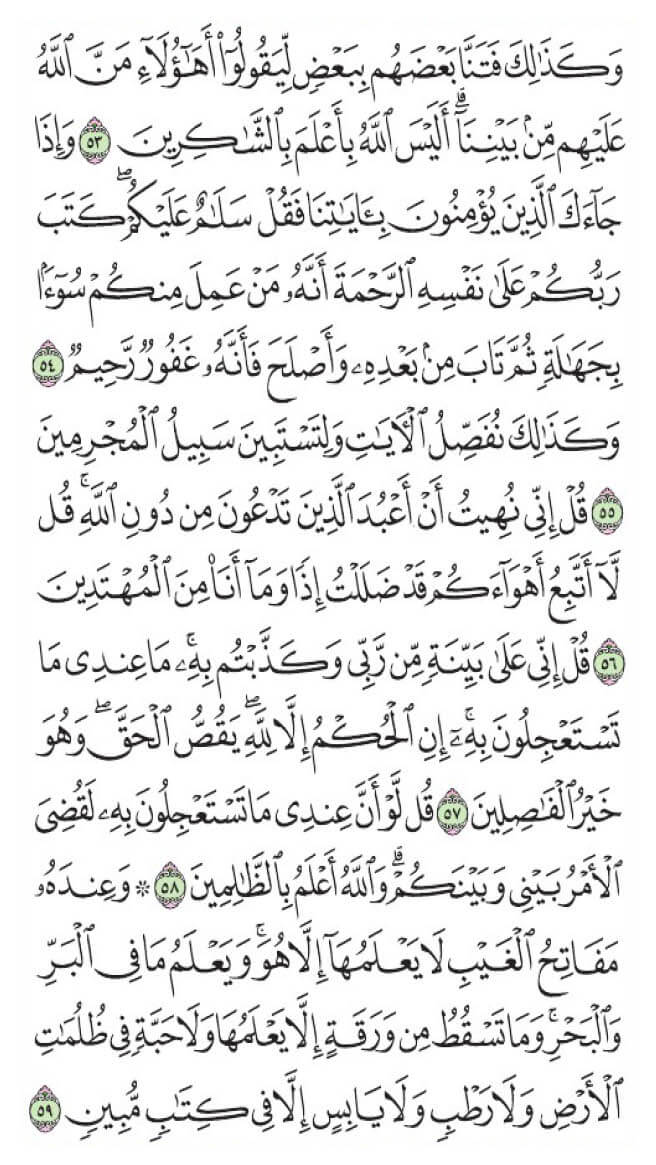 وَكَذَٰلِكَ فَتَنَّا بَعْضَهُم بِبَعْضٍ لِّيَقُولُوٓا۟ أَهَٰٓؤُلَآءِ مَنَّ ٱللَّهُ
عَلَيْهِم مِّنۢ بَيْنِنَآ ۗ أَلَيْسَ ٱللَّهُ بِأَعْلَمَ بِٱلشَّٰكِرِينَ ٥٣ وَإِذَا
جَآءَكَ ٱلَّذِينَ يُؤْمِنُونَ بِـَٔايَٰتِنَا فَقُلْ سَلَٰمٌ عَلَيْكُمْ ۖ كَتَبَ
رَبُّكُمْ عَلَىٰ نَفْسِهِ ٱلرَّحْمَةَ أَنَّهُۥ مَنْ عَمِلَ مِنكُمْ سُوٓءًۢا
بِجَهَٰلَةٍ ثُمَّ تَابَ مِنۢ بَعْدِهِۦ وَأَصْلَحَ فَأَنَّهُۥ غَفُورٌ رَّحِيمٌ ٥٤
وَكَذَٰلِكَ نُفَصِّلُ ٱلْـَٔايَٰتِ وَلِتَسْتَبِينَ سَبِيلُ ٱلْمُجْرِمِينَ
٥٥ قُلْ إِنِّى نُهِيتُ أَنْ أَعْبُدَ ٱلَّذِينَ تَدْعُونَ مِن دُونِ ٱللَّهِ ۚ قُل
لَّآ أَتَّبِعُ أَهْوَآءَكُمْ قَدْ ضَلَلْتُ إِذًا وَمَآ أَنَا۠ مِنَ ٱلْمُهْتَدِينَ
٥٦ قُلْ إِنِّى عَلَىٰ بَيِّنَةٍ مِّن رَّبِّى وَكَذَّبْتُم بِهِۦ ۚ مَا عِندِى مَا
تَسْتَعْجِلُونَ بِهِۦٓ ۚ إِنِ ٱلْحُكْمُ إِلَّا لِلَّهِ ۖ يَقُصُّ ٱلْحَقَّ ۖ وَهُوَ
خَيْرُ ٱلْفَٰصِلِينَ ٥٧ قُل لَّوْ أَنَّ عِندِى مَا تَسْتَعْجِلُونَ بِهِۦ لَقُضِىَ
ٱلْأَمْرُ بَيْنِى وَبَيْنَكُمْ ۗ وَٱللَّهُ أَعْلَمُ بِٱلظَّٰلِمِينَ ٥٨ * وَعِندَهُۥ
مَفَاتِحُ ٱلْغَيْبِ لَا يَعْلَمُهَآ إِلَّا هُوَ ۚ وَيَعْلَمُ مَا فِى ٱلْبَرِّ
وَٱلْبَحْرِ ۚ وَمَا تَسْقُطُ مِن وَرَقَةٍ إِلَّا يَعْلَمُهَا وَلَا حَبَّةٍ فِى ظُلُمَٰتِ
ٱلْأَرْضِ وَلَا رَطْبٍ وَلَا يَابِسٍ إِلَّا فِى كِتَٰبٍ مُّبِينٍ ٥٩